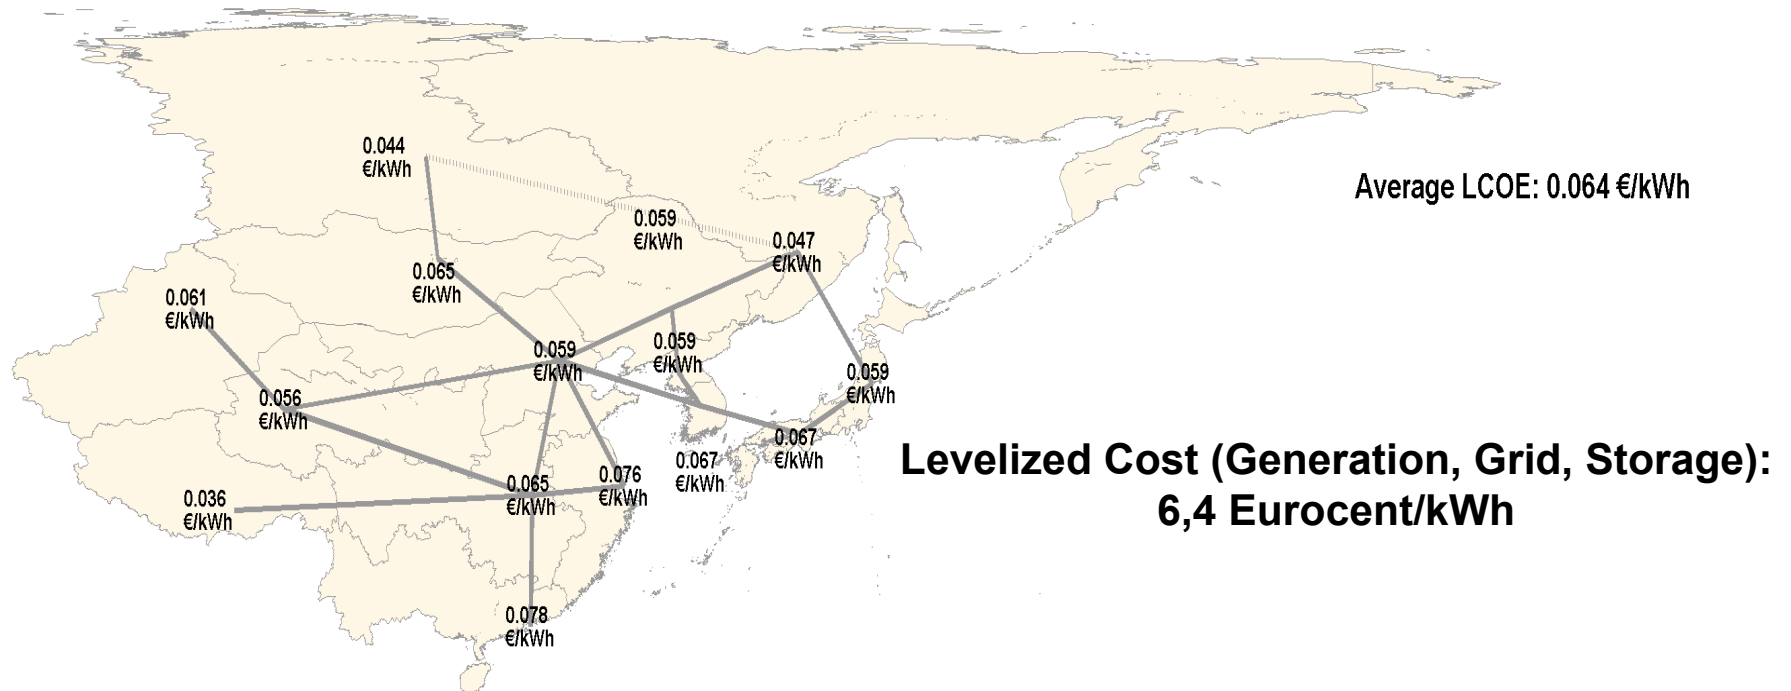 0.044
€/kWh
Average LCOE: 0.064 €/kWh
0.059
€/kWh
0.047
€/kWh
0.065
€/kWh
0.061
€/kWh
0.059
€/kWh
0.059
€/kWh
0.059
€/kWh
0.056
€/kWh
0.067
€/kWh
Levelized Cost (Generation, Grid, Storage):
6,4 Eurocent/kWh
0.067
€/kWh
0.076
€/kWh
0.065
€/kWh
0.036
€/kWh
0.078
€/kWh